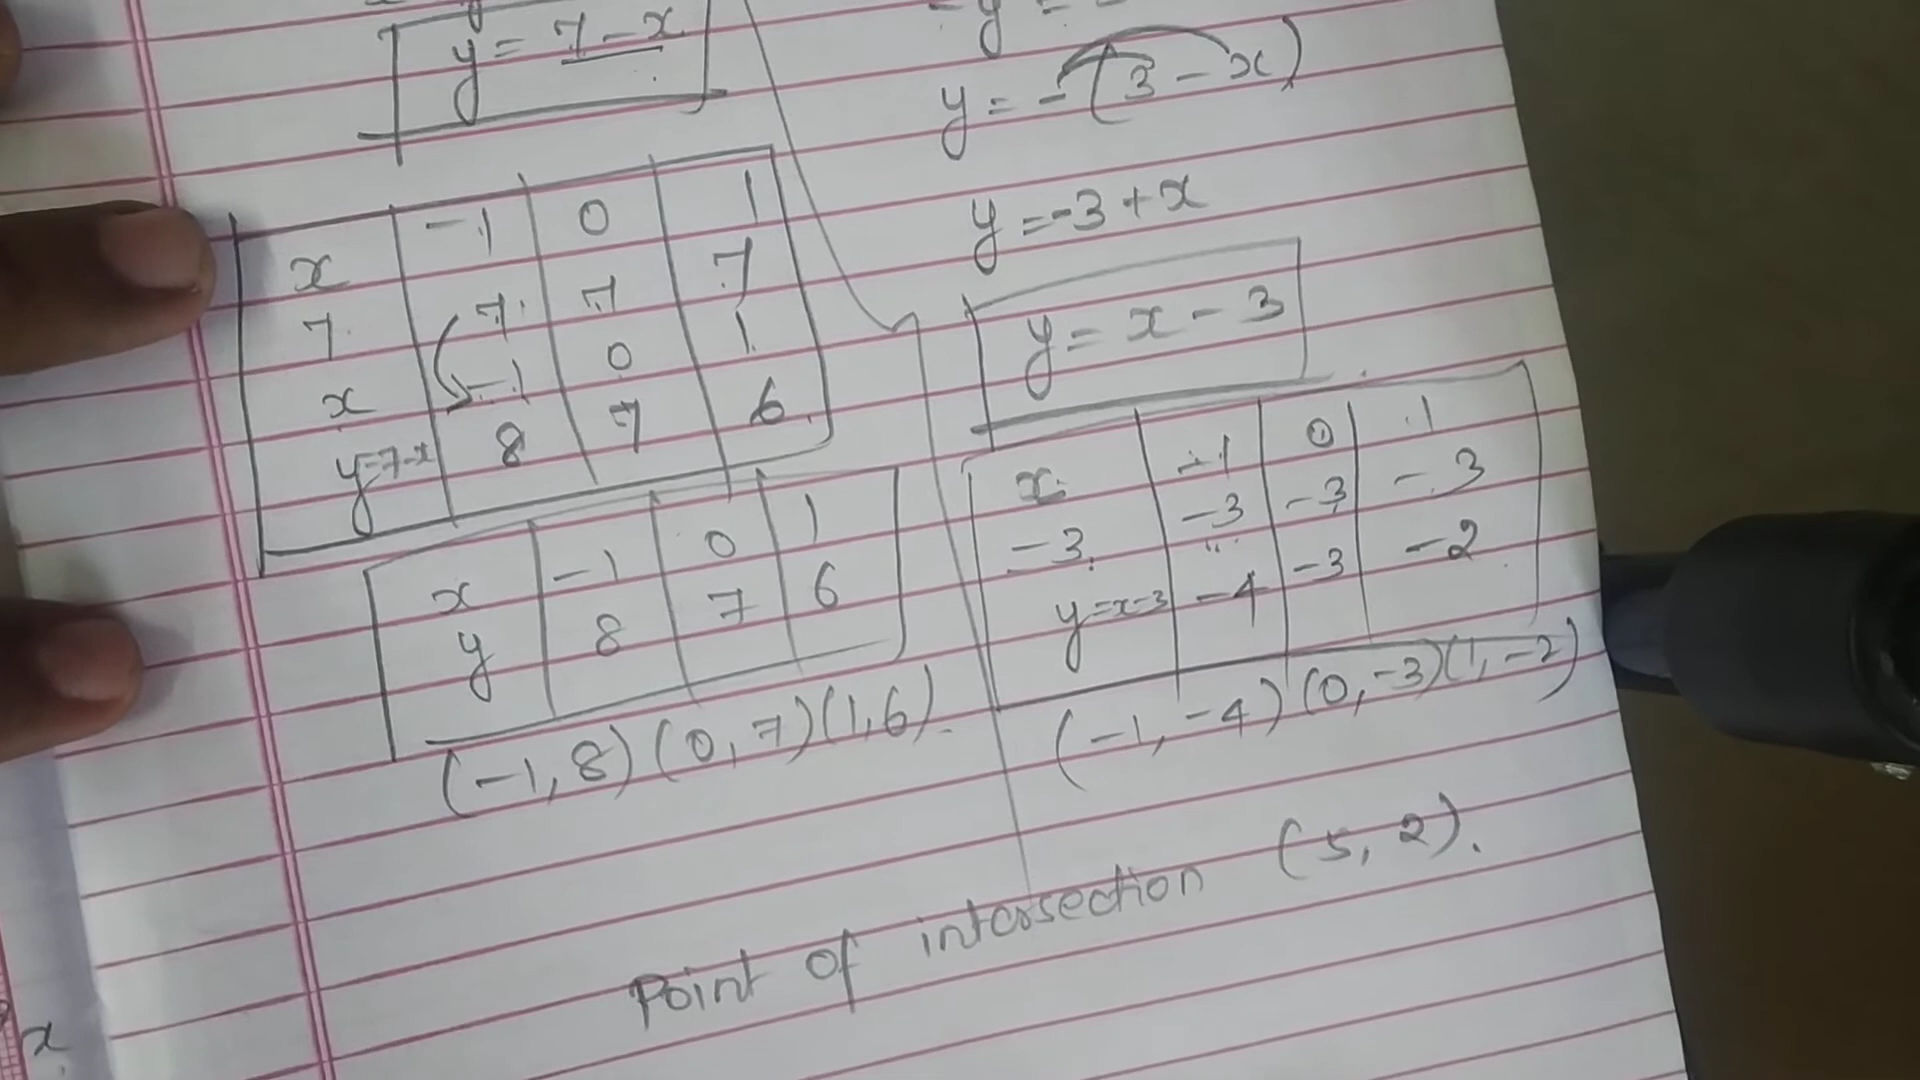 y = 7 - x
x -1 0 1
7 7 7 7
x -1 0 1
y=7-x 8 7 6
x -1 0 1
y 8 7 6
(-1, 8) (0, 7) (1, 6)
y = -(3 - x)
y = -3 + x
y = x - 3
x -1 0 1
-3 -3 -3 -3
y=x-3 -4 -3 -2
(-1, -4) (0, -3) (1, -2)
Point of intersection (5, 2).
x